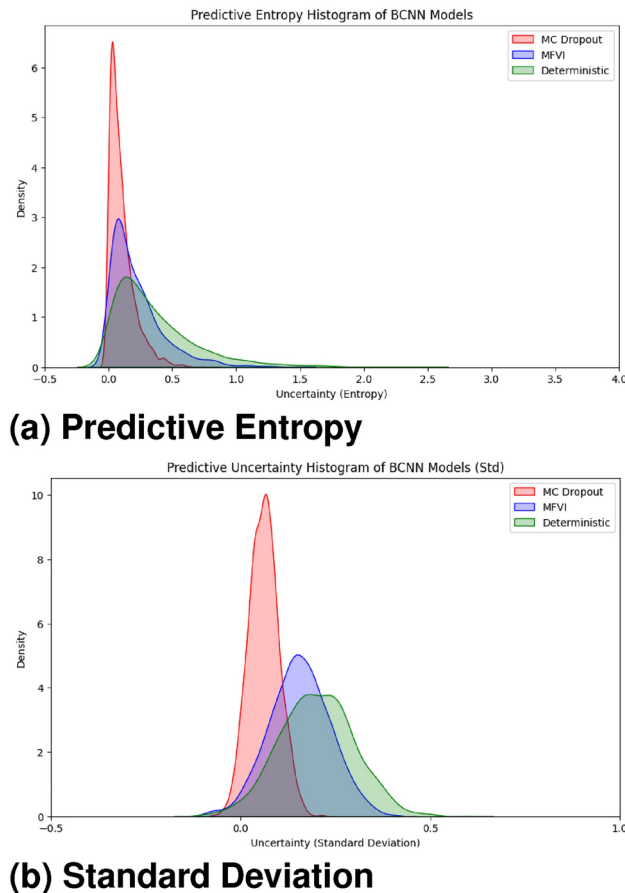 Predictive Entropy Histogram of BCNN Models
MC Dropout
MFVI
Deterministic
6
5
4
3
2
1
0
Density
-0.5 0.0 0.5 1.0 1.5 2.0 2.5 3.0 3.5 4.0
Uncertainty (Entropy)
(a) Predictive Entropy
Predictive Uncertainty Histogram of BCNN Models (Std)
MC Dropout
MFVI
Deterministic
10
8
6
4
2
0
Density
-0.5 0.0 0.5 1.0
Uncertainty (Standard Deviation)
(b) Standard Deviation